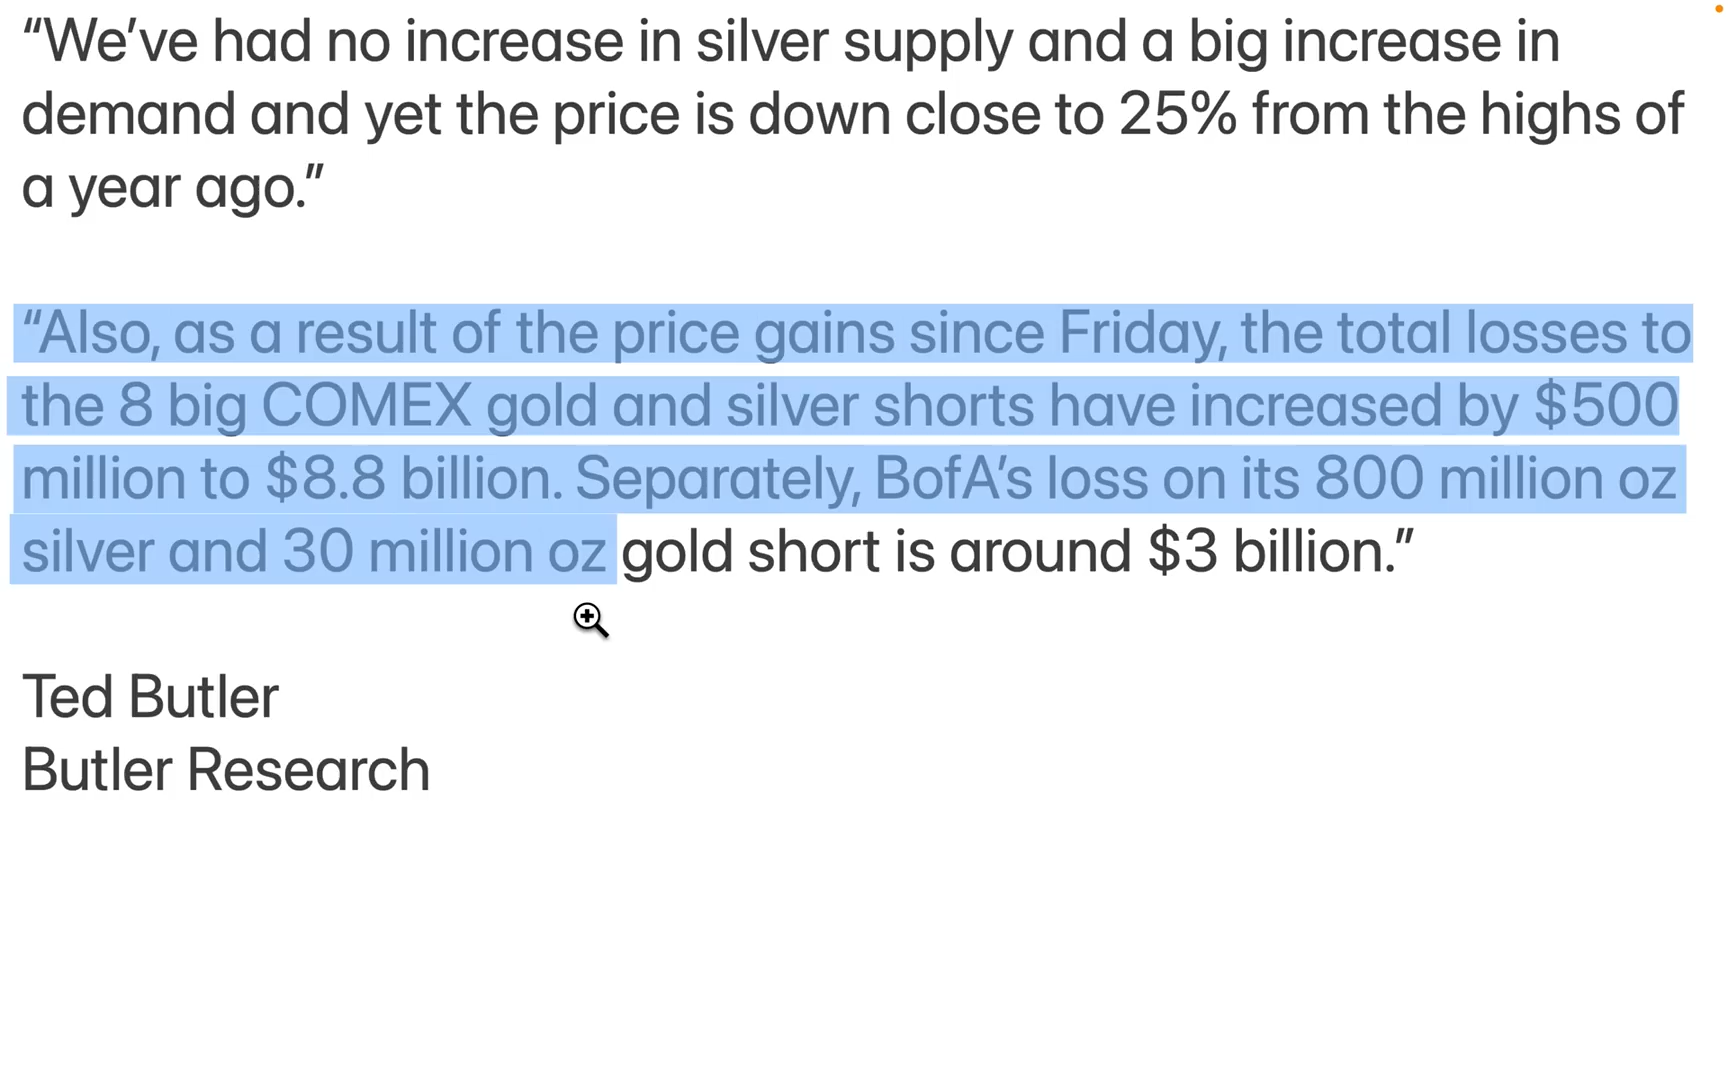 “We’ve had no increase in silver supply and a big increase in
demand and yet the price is down close to 25% from the highs of
a year ago.”
“Also, as a result of the price gains since Friday, the total losses to
the 8 big COMEX gold and silver shorts have increased by $500
million to $8.8 billion. Separately, BofA’s loss on its 800 million oz
silver and 30 million oz gold short is around $3 billion.”
Ted Butler
Butler Research